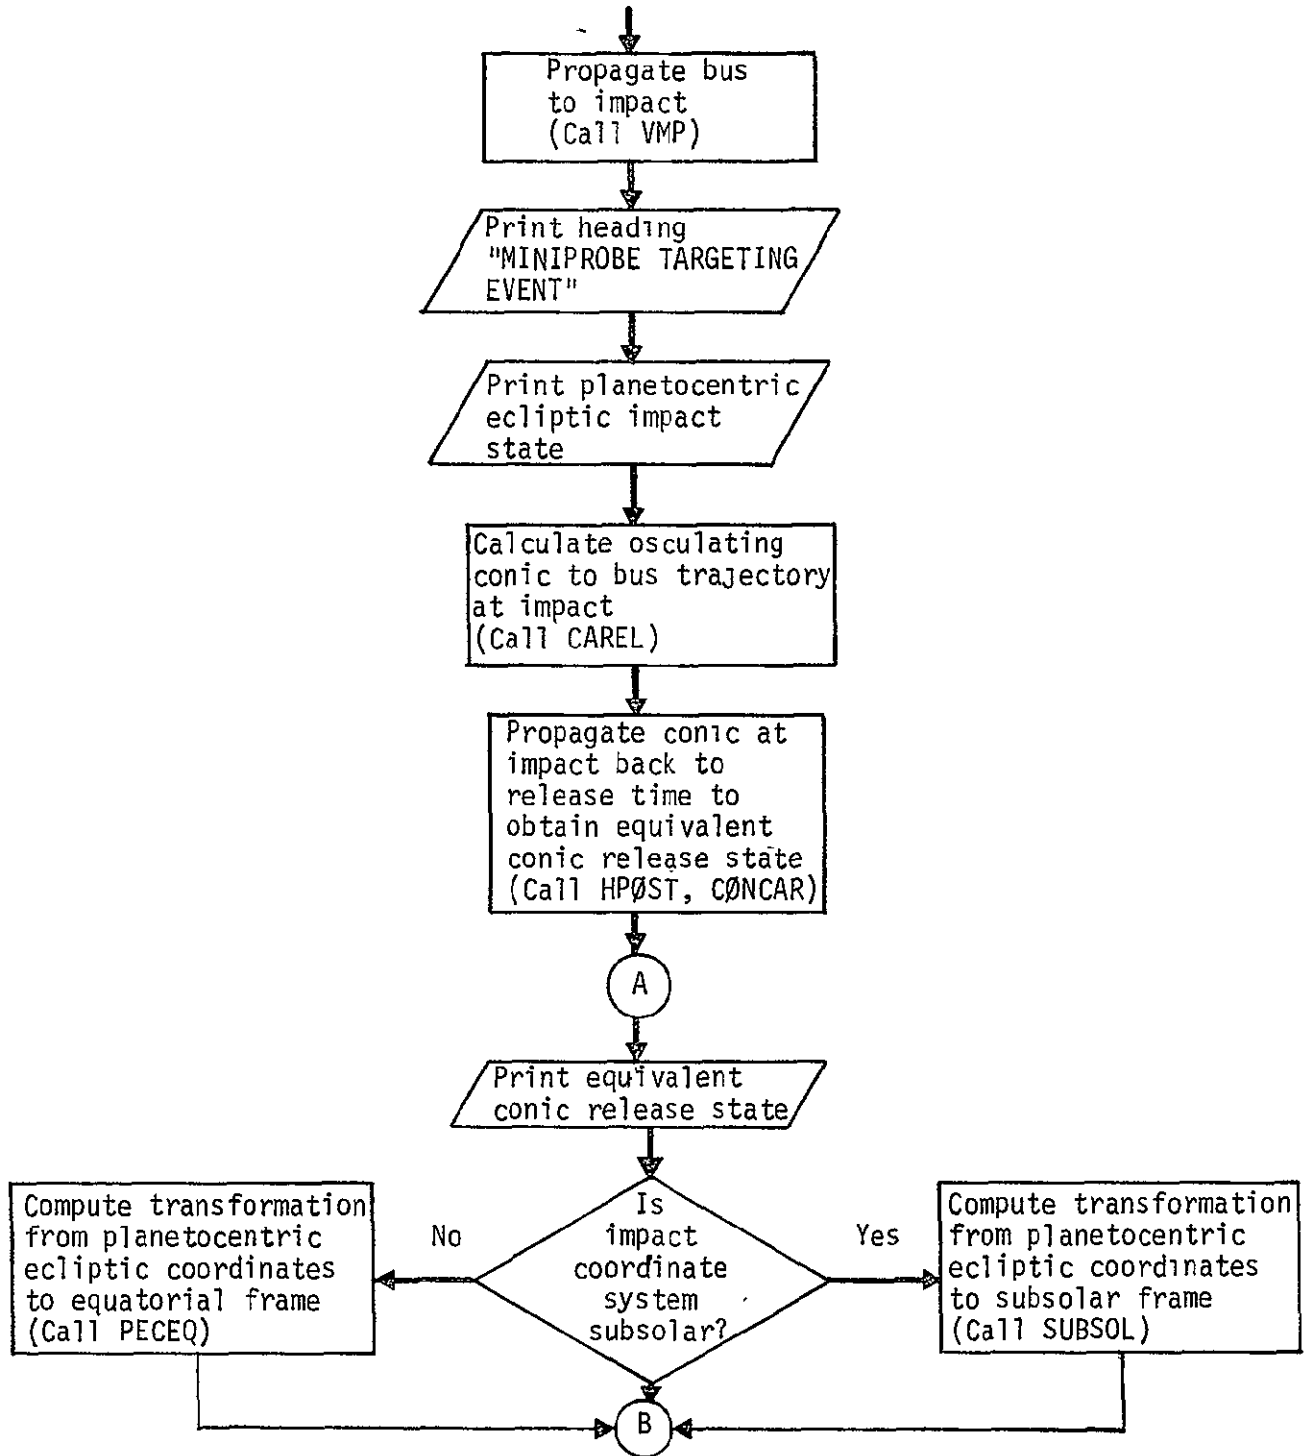 Propagate bus
to impact
(Call VMP)
Print heading
"MINIPROBE TARGETING
EVENT"
Print planetocentric
ecliptic impact
state
Calculate osculating
conic to bus trajectory
at impact
(Call CAREL)
Propagate conic at
impact back to
release time to
obtain equivalent
conic release state
(Call HPØST, CØNCAR)
A
Print equivalent
conic release state
Compute transformation
from planetocentric
ecliptic coordinates
to equatorial frame
(Call PECEQ)
No
Is
impact
coordinate
system
subsolar?
Yes
Compute transformation
from planetocentric
ecliptic coordinates
to subsolar frame
(Call SUBSOL)
B